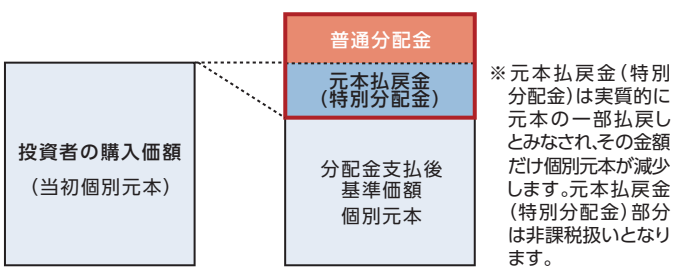 普通分配金
元本払戻金
(特別分配金)
投資者の購入価額
(当初個別元本)
分配金支払後
基準価額
個別元本
※元本払戻金(特別
分配金)は実質的に
元本の一部払戻し
とみなされ、その金額
だけ個別元本が減少
します。元本払戻金
(特別分配金)部分
は非課税扱いとなり
ます。